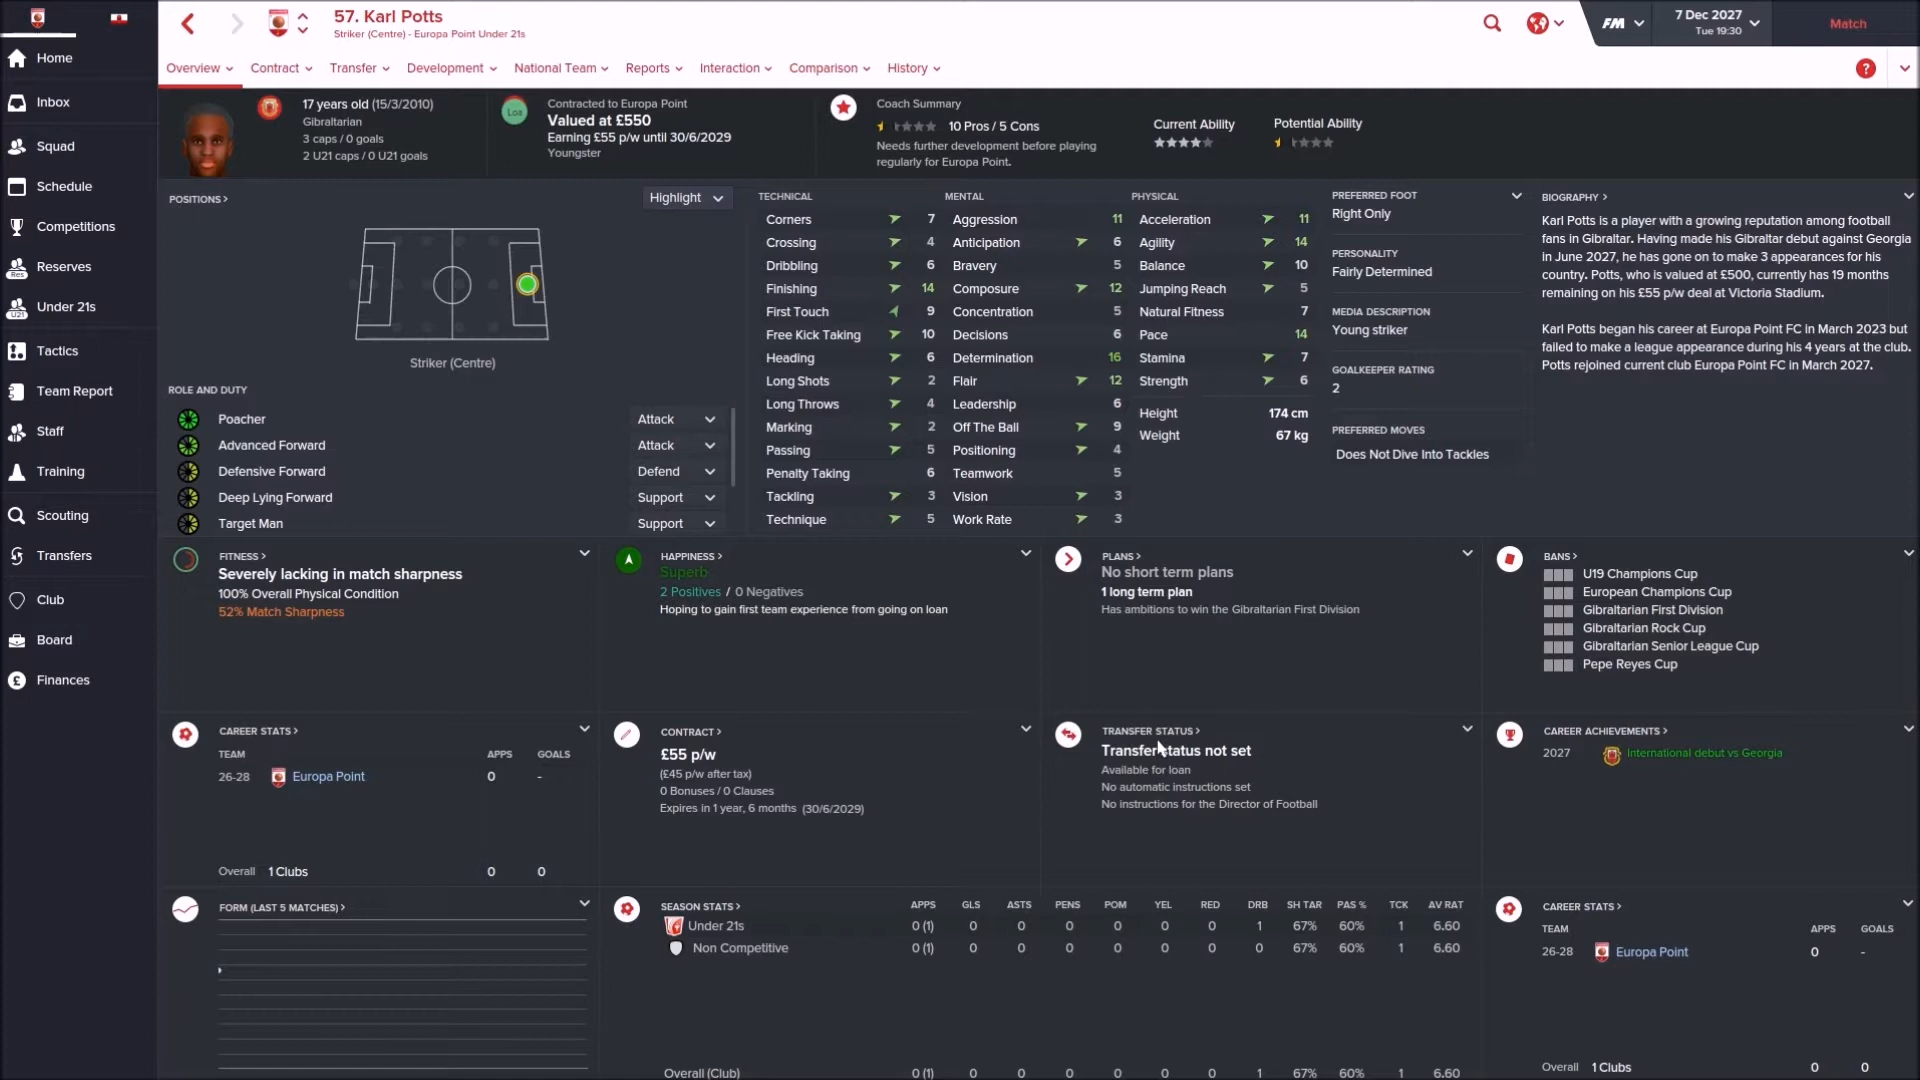 57. Karl Potts
Striker (Centre) - Europa Point Under 21s
FM
7 Dec 2027
Tue 19:30
Match
Home
Inbox
Squad
Schedule
Competitions
Reserves
Res
Under 21s
U21
Tactics
Team Report
Staff
Training
Scouting
Transfers
Club
Board
Finances
Overview Contract Transfer Development National Team Reports Interaction Comparison History
?
17 years old (15/3/2010)
Gibraltarian
3 caps / 0 goals
2 U21 caps / 0 U21 goals
Loa
Contracted to Europa Point
Valued at £550
Earning £55 p/w until 30/6/2029
Youngster
Coach Summary
10 Pros / 5 Cons
Needs further development before playing
regularly for Europa Point.
Current Ability
Potential Ability
POSITIONS >
Highlight
Striker (Centre)
ROLE AND DUTY
Poacher Attack
Advanced Forward Attack
Defensive Forward Defend
Deep Lying Forward Support
Target Man Support
TECHNICAL
Corners 7
Crossing 4
Dribbling 6
Finishing 14
First Touch 9
Free Kick Taking 10
Heading 6
Long Shots 2
Long Throws 4
Marking 2
Passing 5
Penalty Taking 6
Tackling 3
Technique 5
MENTAL
Aggression 11
Anticipation 6
Bravery 5
Composure 12
Concentration 5
Decisions 6
Determination 16
Flair 12
Leadership 6
Off The Ball 9
Positioning 4
Teamwork 5
Vision 3
Work Rate 3
PHYSICAL
Acceleration 11
Agility 14
Balance 10
Jumping Reach 5
Natural Fitness 7
Pace 14
Stamina 7
Strength 6
Height 174 cm
Weight 67 kg
PREFERRED FOOT
Right Only
PERSONALITY
Fairly Determined
MEDIA DESCRIPTION
Young striker
GOALKEEPER RATING
2
PREFERRED MOVES
Does Not Dive Into Tackles
BIOGRAPHY >
Karl Potts is a player with a growing reputation among football
fans in Gibraltar. Having made his Gibraltar debut against Georgia
in June 2027, he has gone on to make 3 appearances for his
country. Potts, who is valued at £500, currently has 19 months
remaining on his £55 p/w deal at Victoria Stadium.
Karl Potts began his career at Europa Point FC in March 2023 but
failed to make a league appearance during his 4 years at the club.
Potts rejoined current club Europa Point FC in March 2027.
FITNESS >
Severely lacking in match sharpness
100% Overall Physical Condition
52% Match Sharpness
HAPPINESS >
Superb
2 Positives / 0 Negatives
Hoping to gain first team experience from going on loan
PLANS >
No short term plans
1 long term plan
Has ambitions to win the Gibraltarian First Division
BANS >
U19 Champions Cup
European Champions Cup
Gibraltarian First Division
Gibraltarian Rock Cup
Gibraltarian Senior League Cup
Pepe Reyes Cup
CAREER STATS >
TEAM APPS GOALS
26-28 Europa Point 0 -
Overall 1 Clubs 0 0
CONTRACT >
£55 p/w
(£45 p/w after tax)
0 Bonuses / 0 Clauses
Expires in 1 year, 6 months (30/6/2029)
TRANSFER STATUS >
Transfer status not set
Available for loan
No automatic instructions set
No instructions for the Director of Football
CAREER ACHIEVEMENTS >
2027 International debut vs Georgia
FORM (LAST 5 MATCHES) >
SEASON STATS > APPS GLS ASTS PENS POM YEL RED DRB SH TAR PAS % TCK AV RAT
Under 21s 0 (1) 0 0 0 0 0 0 1 67% 60% 1 6.60
Non Competitive 0 (1) 0 0 0 0 0 0 0 67% 60% 1 6.60
Overall (Club) 0 (1) 0 0 0 0 0 0 1 67% 60% 1 6.60
CAREER STATS >
TEAM APPS GOALS
26-28 Europa Point 0 -
Overall 1 Clubs 0 0